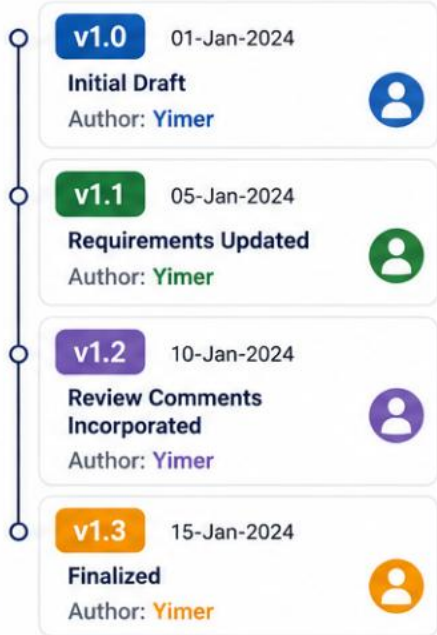 v1.0 01-Jan-2024
Initial Draft
Author: Yimer
v1.1 05-Jan-2024
Requirements Updated
Author: Yimer
v1.2 10-Jan-2024
Review Comments
Incorporated
Author: Yimer
v1.3 15-Jan-2024
Finalized
Author: Yimer